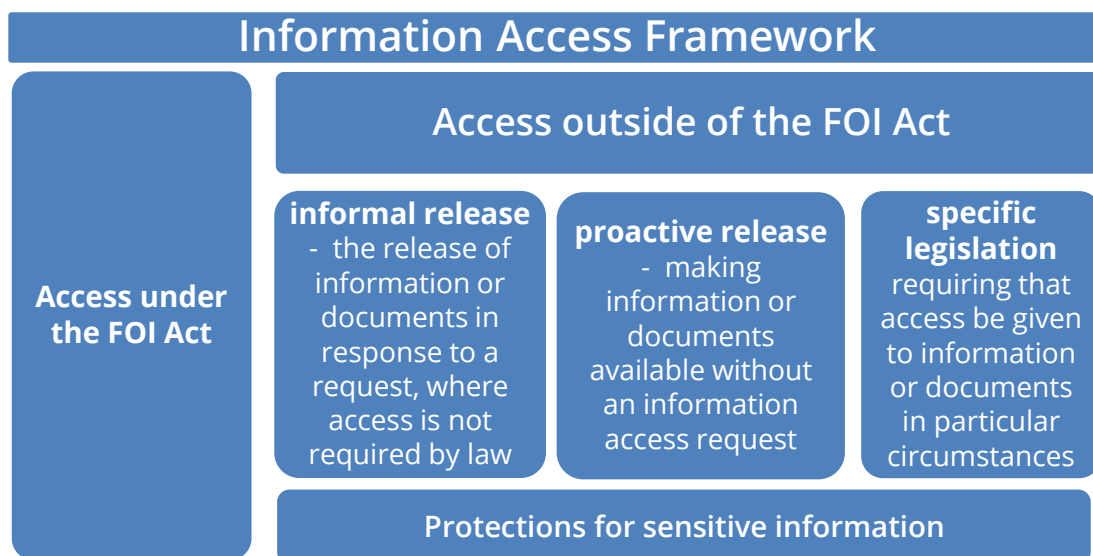 Information Access Framework
Access under
the FOI Act
Access outside of the FOI Act
informal release
- the release of
information or
documents in
response to a
request, where
access is not
required by law
proactive release
- making
information or
documents
available without
an information
access request
specific
legislation
requiring that
access be given
to information
or documents
in particular
circumstances
Protections for sensitive information